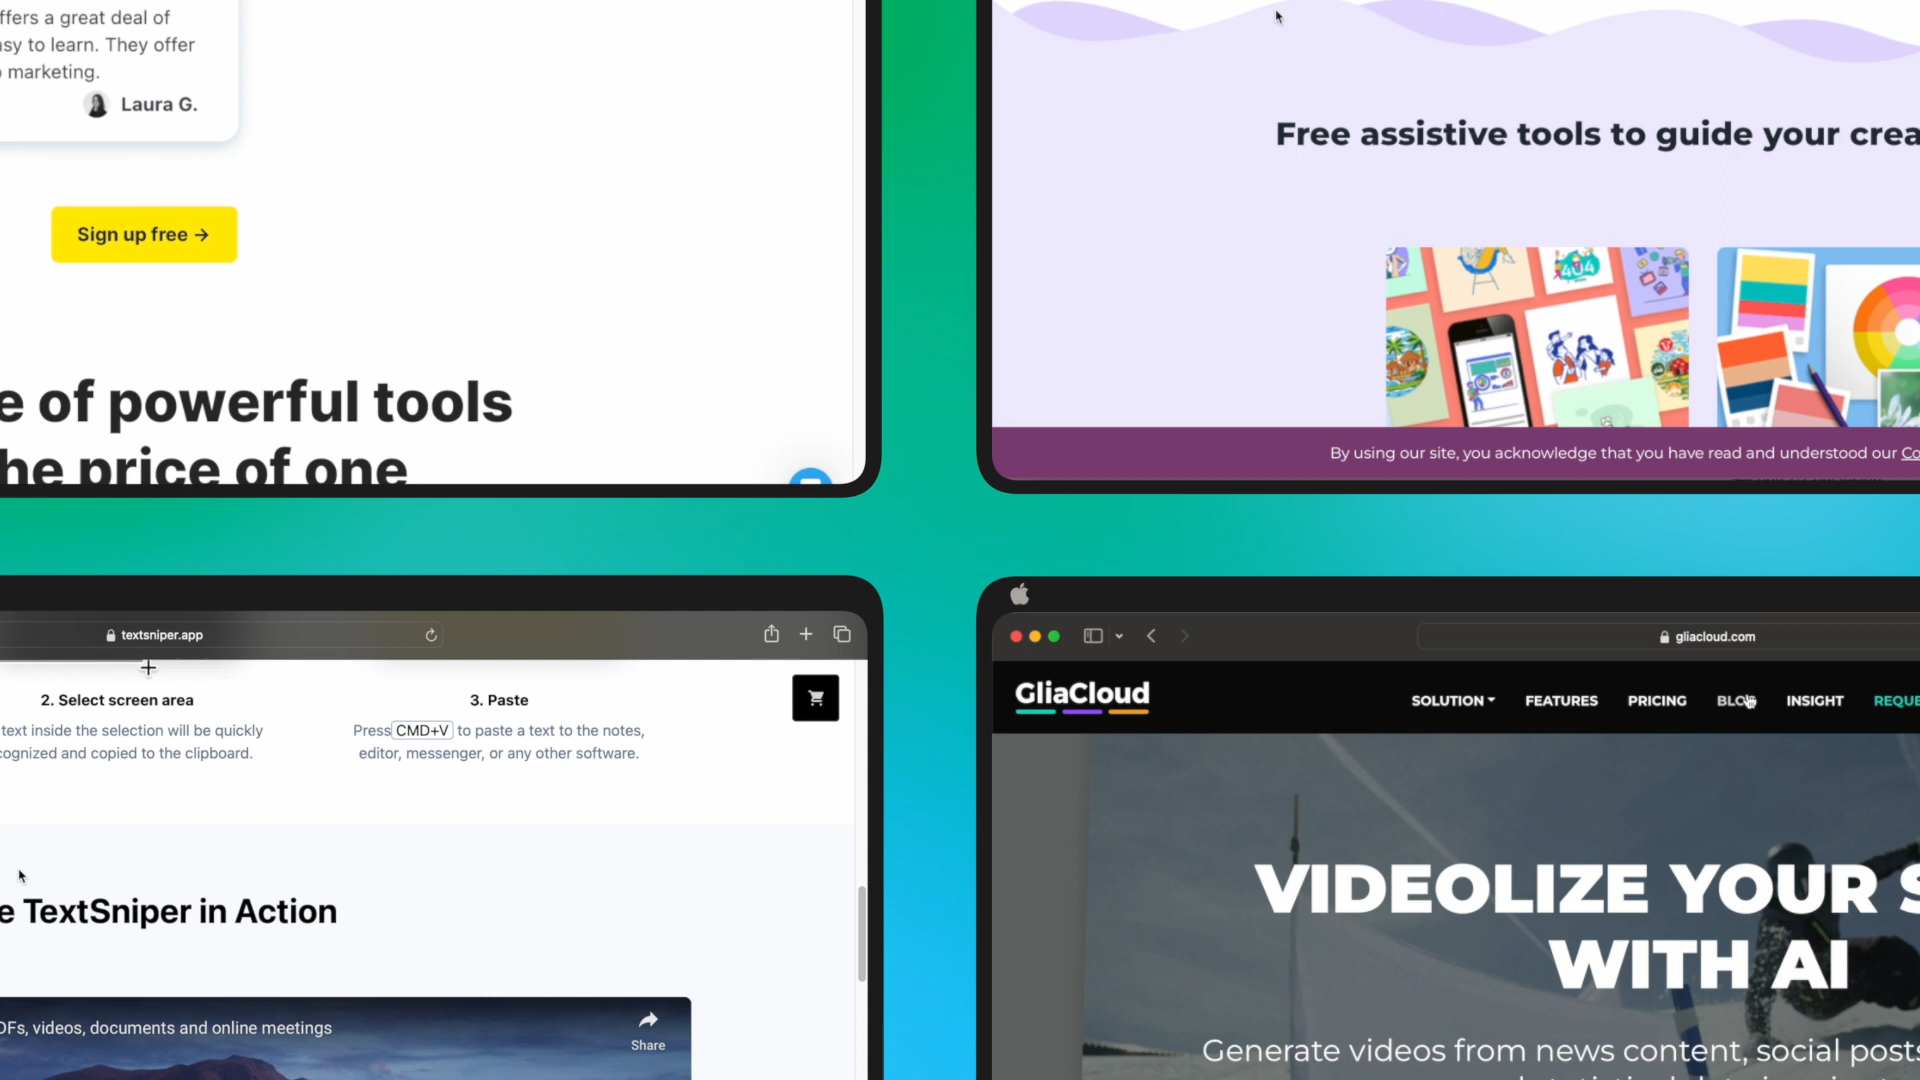 ffers a great deal of
sy to learn. They offer
marketing.
Laura G.
Sign up free →
e of powerful tools
he price of one
Free assistive tools to guide your crea
404
By using our site, you acknowledge that you have read and understood our Co
textsniper.app
2. Select screen area
text inside the selection will be quickly
cognized and copied to the clipboard.
3. Paste
Press CMD+V to paste a text to the notes,
editor, messenger, or any other software.
e TextSniper in Action
DFs, videos, documents and online meetings
Share
gliacloud.com
GliaCloud
SOLUTION FEATURES PRICING BLOG INSIGHT REQUE
VIDEOLIZE YOUR S
WITH AI
Generate videos from news content, social posts